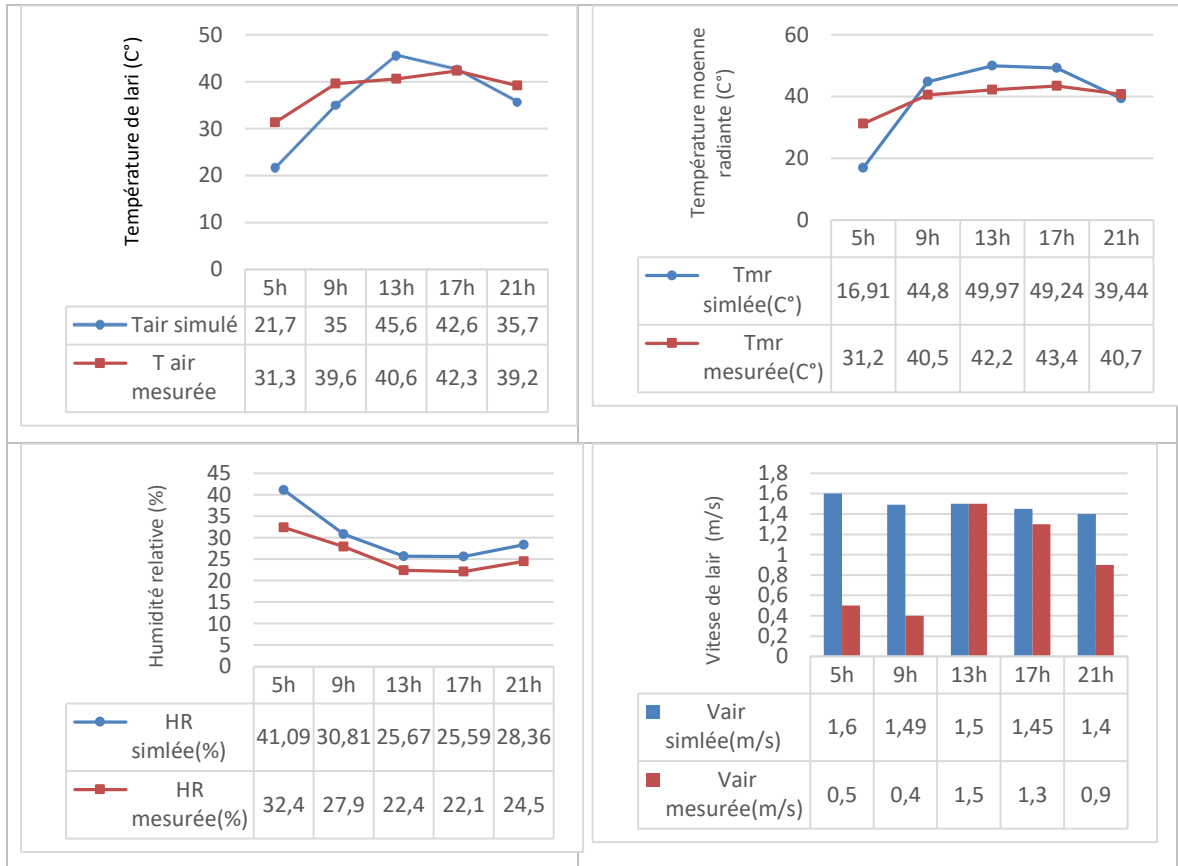 Température de lari (C°)
50
40
30
20
10
0
5h 9h 13h 17h 21h
Tair simulé 21,7 35 45,6 42,6 35,7
T air
mesurée
31,3 39,6 40,6 42,3 39,2
Température moenne
radiante (C°)
60
40
20
0
5h 9h 13h 17h 21h
Tmr
simlée(C°)
16,91 44,8 49,97 49,24 39,44
Tmr
mesurée(C°)
31,2 40,5 42,2 43,4 40,7
Humidité relative (%)
45
40
35
30
25
20
15
10
5
0
5h 9h 13h 17h 21h
HR
simlée(%)
41,09 30,81 25,67 25,59 28,36
HR
mesurée(%)
32,4 27,9 22,4 22,1 24,5
Vitese de lair (m/s)
1,8
1,6
1,4
1,2
1
0,8
0,6
0,4
0,2
0
5h 9h 13h 17h 21h
Vair
simlée(m/s)
1,6 1,49 1,5 1,45 1,4
Vair
mesurée(m/s)
0,5 0,4 1,5 1,3 0,9